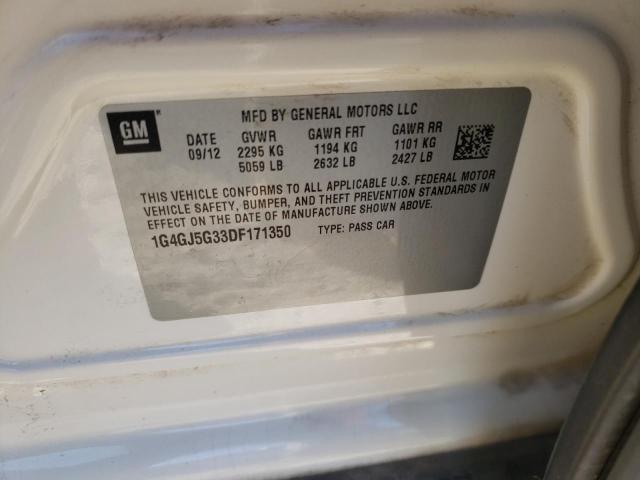 GM
MFD BY GENERAL MOTORS LLC
DATE GVWR GAWR FRT GAWR RR
09/12 2295 KG 1194 KG 1101 KG
5059 LB 2632 LB 2427 LB
THIS VEHICLE CONFORMS TO ALL APPLICABLE U.S. FEDERAL MOTOR
VEHICLE SAFETY, BUMPER, AND THEFT PREVENTION STANDARDS IN
EFFECT ON THE DATE OF MANUFACTURE SHOWN ABOVE.
1G4GJ5G33DF171350 TYPE: PASS CAR